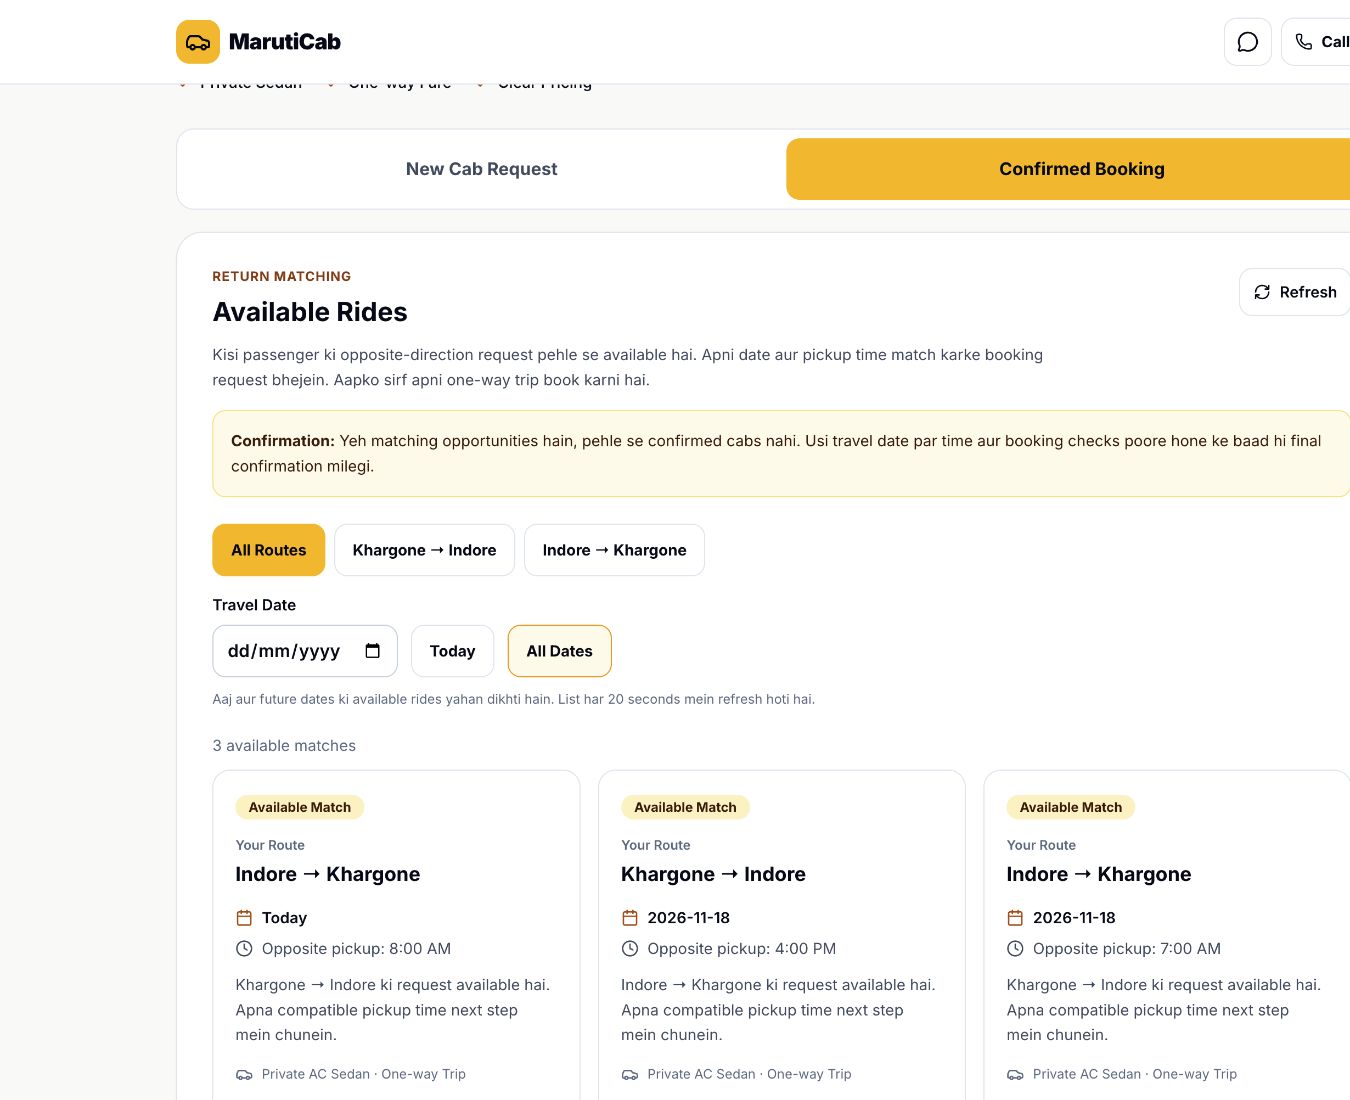 MarutiCab
Call
Private Sedan One-way Fare Clear Pricing
New Cab Request
Confirmed Booking
RETURN MATCHING
Available Rides
Refresh
Kisi passenger ki opposite-direction request pehle se available hai. Apni date aur pickup time match karke booking
request bhejein. Aapko sirf apni one-way trip book karni hai.
Confirmation: Yeh matching opportunities hain, pehle se confirmed cabs nahi. Usi travel date par time aur booking checks poore hone ke baad hi final
confirmation milegi.
All Routes
Khargone → Indore
Indore → Khargone
Travel Date
dd/mm/yyyy
Today
All Dates
Aaj aur future dates ki available rides yahan dikhti hain. List har 20 seconds mein refresh hoti hai.
3 available matches
Available Match
Your Route
Indore → Khargone
Today
Opposite pickup: 8:00 AM
Khargone → Indore ki request available hai.
Apna compatible pickup time next step
mein chunein.
Private AC Sedan · One-way Trip
Available Match
Your Route
Khargone → Indore
2026-11-18
Opposite pickup: 4:00 PM
Indore → Khargone ki request available hai.
Apna compatible pickup time next step
mein chunein.
Private AC Sedan · One-way Trip
Available Match
Your Route
Indore → Khargone
2026-11-18
Opposite pickup: 7:00 AM
Khargone → Indore ki request available hai.
Apna compatible pickup time next step
mein chunein.
Private AC Sedan · One-way Trip